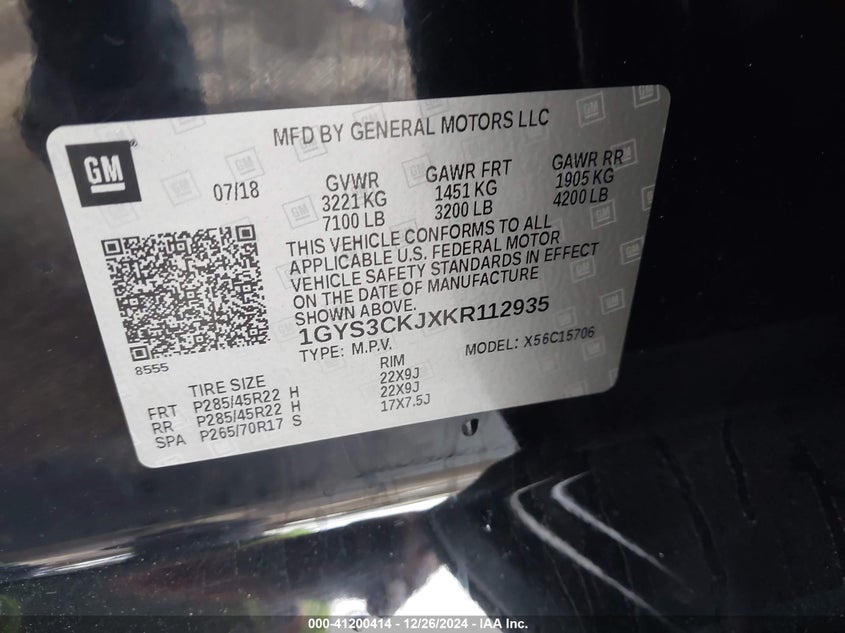 GM
MFD BY GENERAL MOTORS LLC
07/18
GVWR
3221 KG
7100 LB
GAWR FRT
1451 KG
3200 LB
GAWR RR
1905 KG
4200 LB
THIS VEHICLE CONFORMS TO ALL
APPLICABLE U.S. FEDERAL MOTOR
VEHICLE SAFETY STANDARDS IN EFFECT
ON THE DATE OF MANUFACTURE
SHOWN ABOVE.
1GYS3CKJXKR112935
TYPE: M.P.V. MODEL: X56C15706
8555
TIRE SIZE RIM
FRT P285/45R22 H 22X9J
RR P285/45R22 H 22X9J
SPA P265/70R17 S 17X7.5J
000-41200414 - 12/26/2024 - IAA Inc.